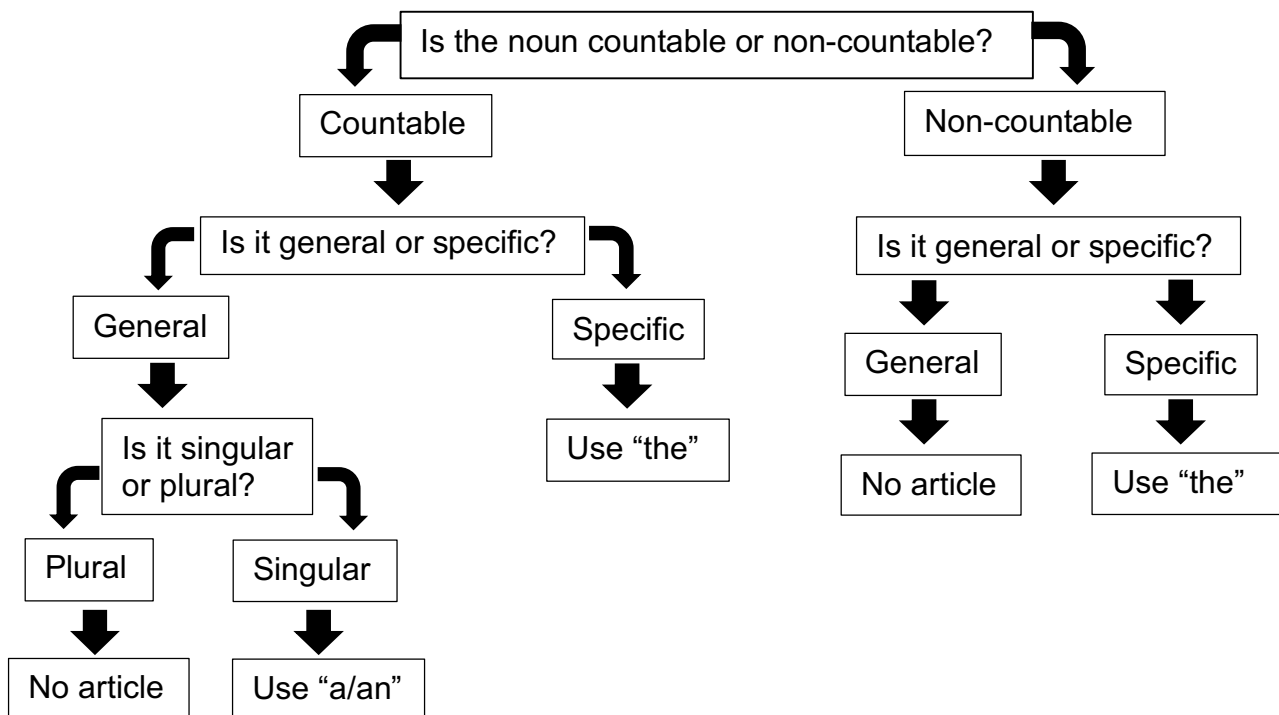 Is the noun countable or non-countable?
Countable
Non-countable
Is it general or specific?
Is it general or specific?
General
Specific
General
Specific
Is it singular
or plural?
Use “the”
No article
Use “the”
Plural
Singular
No article
Use “a/an”